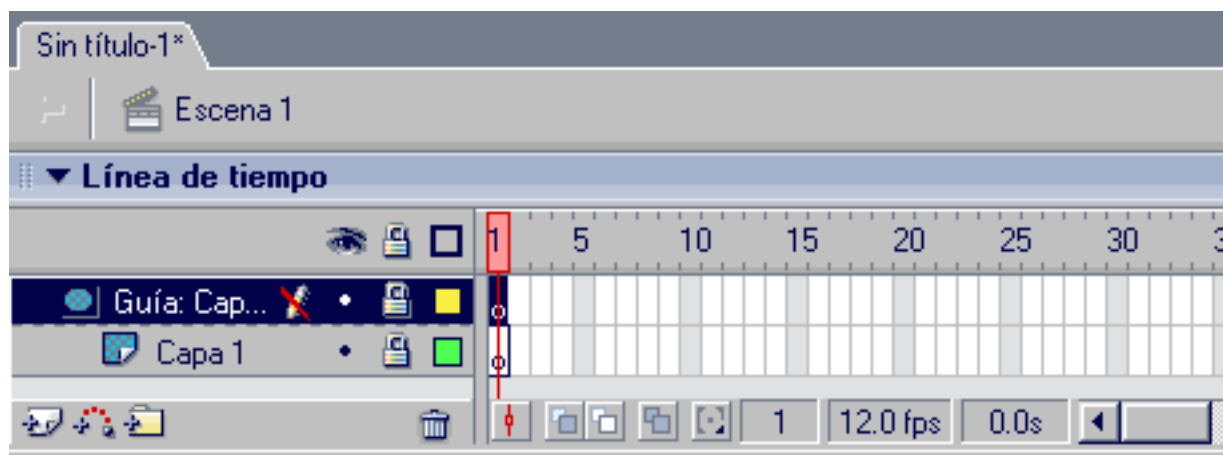 Sin título-1*
Escena 1
Línea de tiempo
1 5 10 15 20 25 30
Guía: Cap...
Capa 1
1 12.0 fps 0.0s